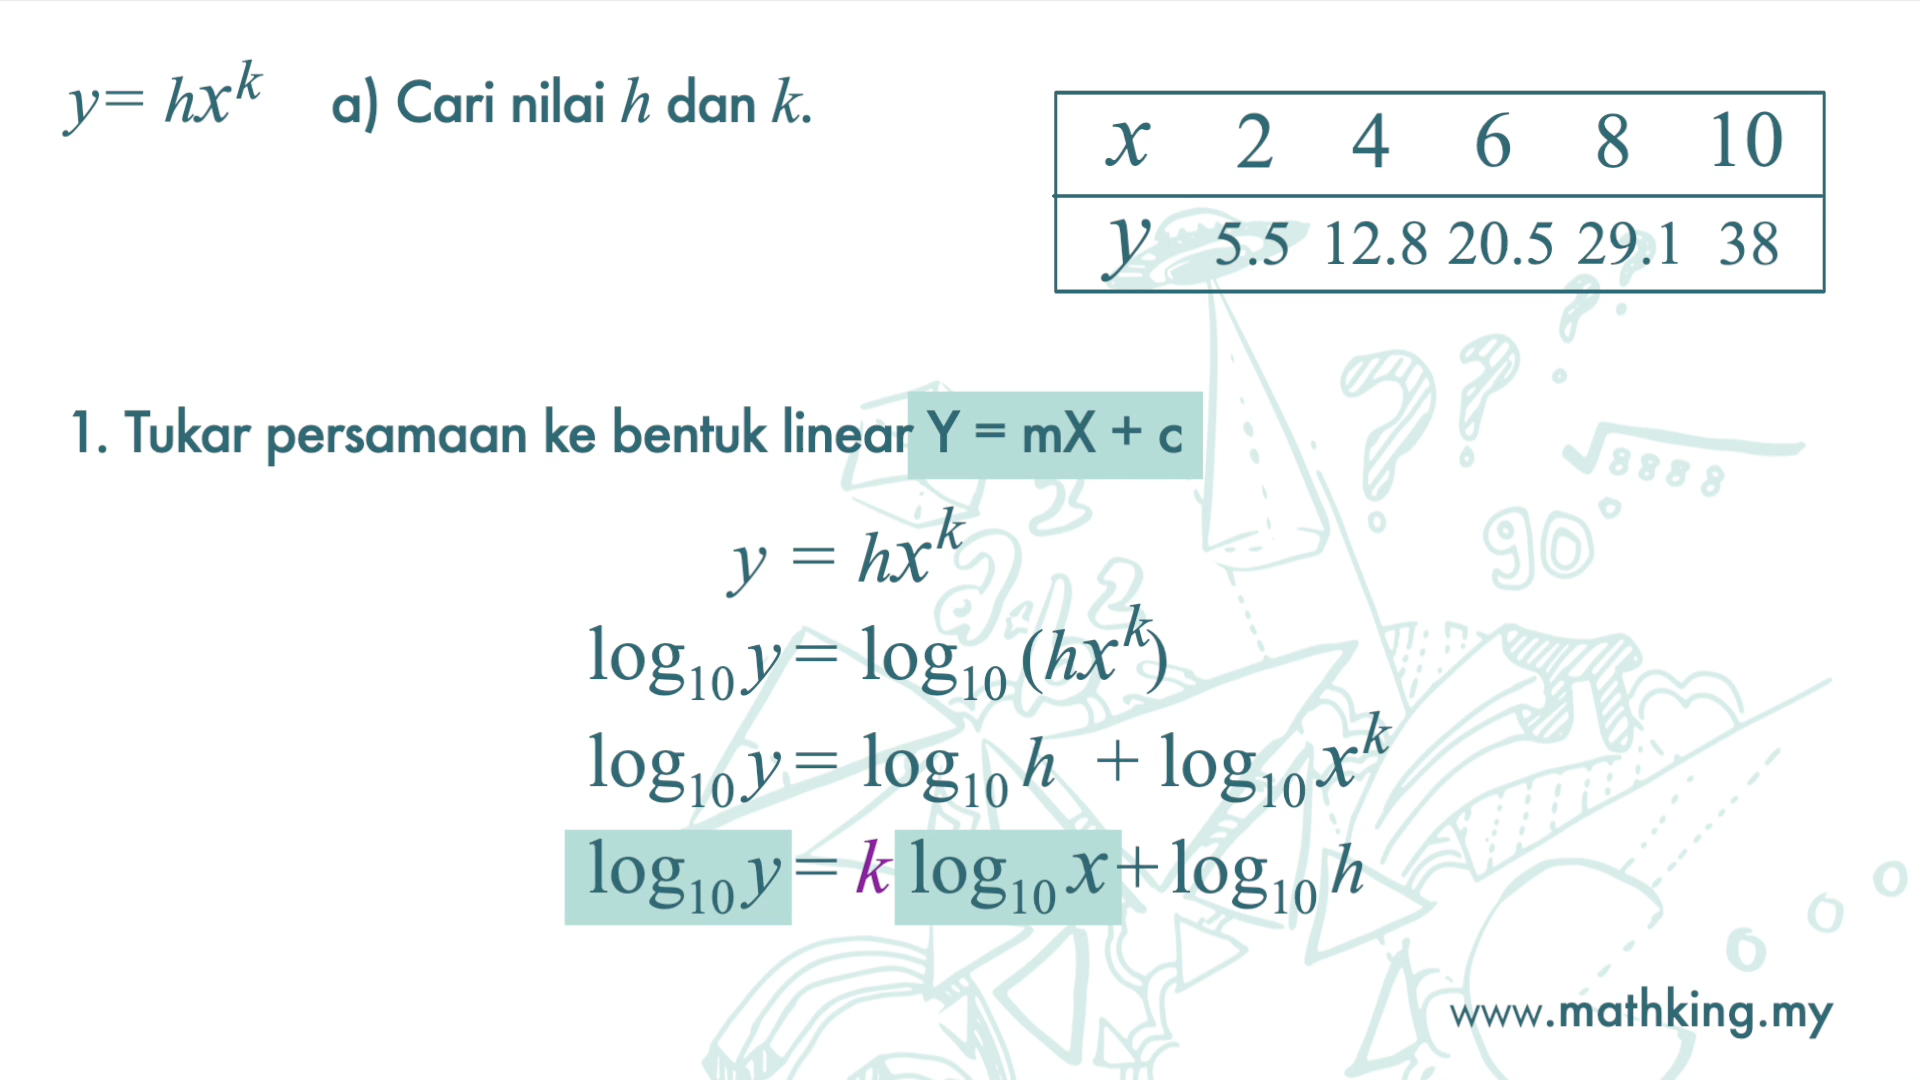 y = hx^k a) Cari nilai h dan k.
x 2 4 6 8 10
y 5.5 12.8 20.5 29.1 38
1. Tukar persamaan ke bentuk linear Y = mX + c
y = hx^k
log₁₀ y = log₁₀ (hx^k)
log₁₀ y = log₁₀ h + log₁₀ x^k
log₁₀ y = k log₁₀ x + log₁₀ h
www.mathking.my